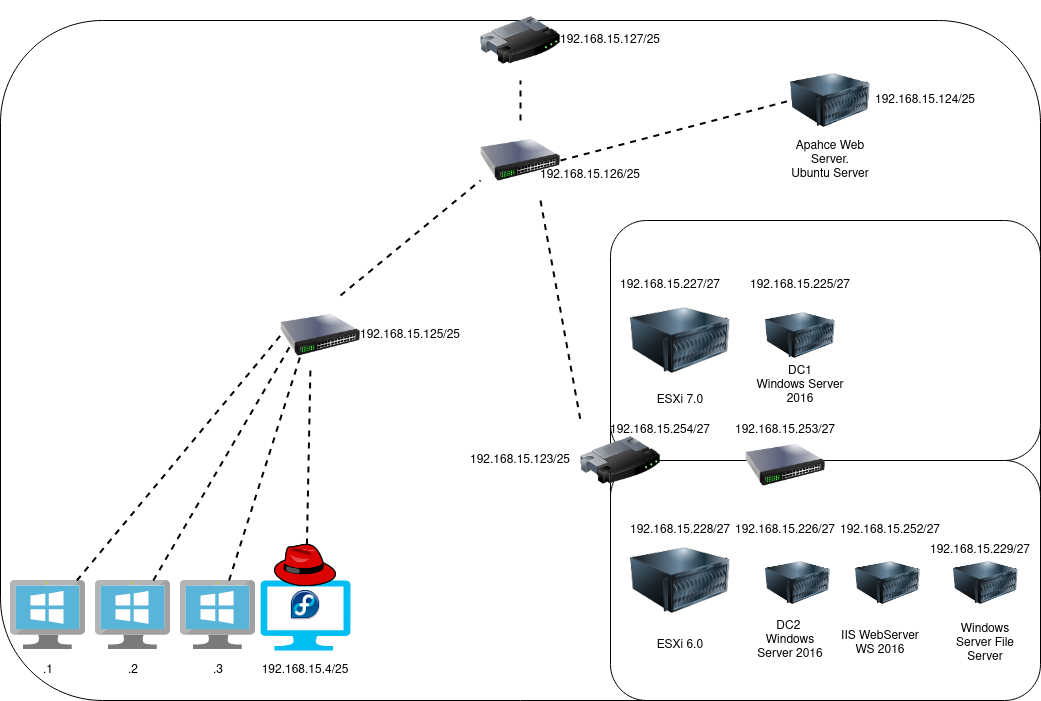 192.168.15.127/25
192.168.15.124/25
Apahce Web
Server.
Ubuntu Server
192.168.15.126/25
192.168.15.227/27
192.168.15.225/27
192.168.15.125/25
ESXi 7.0
DC1
Windows Server
2016
192.168.15.254/27
192.168.15.253/27
192.168.15.123/25
192.168.15.228/27
192.168.15.226/27
192.168.15.252/27
192.168.15.229/27
ESXi 6.0
DC2
Windows
Server 2016
IIS WebServer
WS 2016
Windows
Server File
Server
.1
.2
.3
192.168.15.4/25